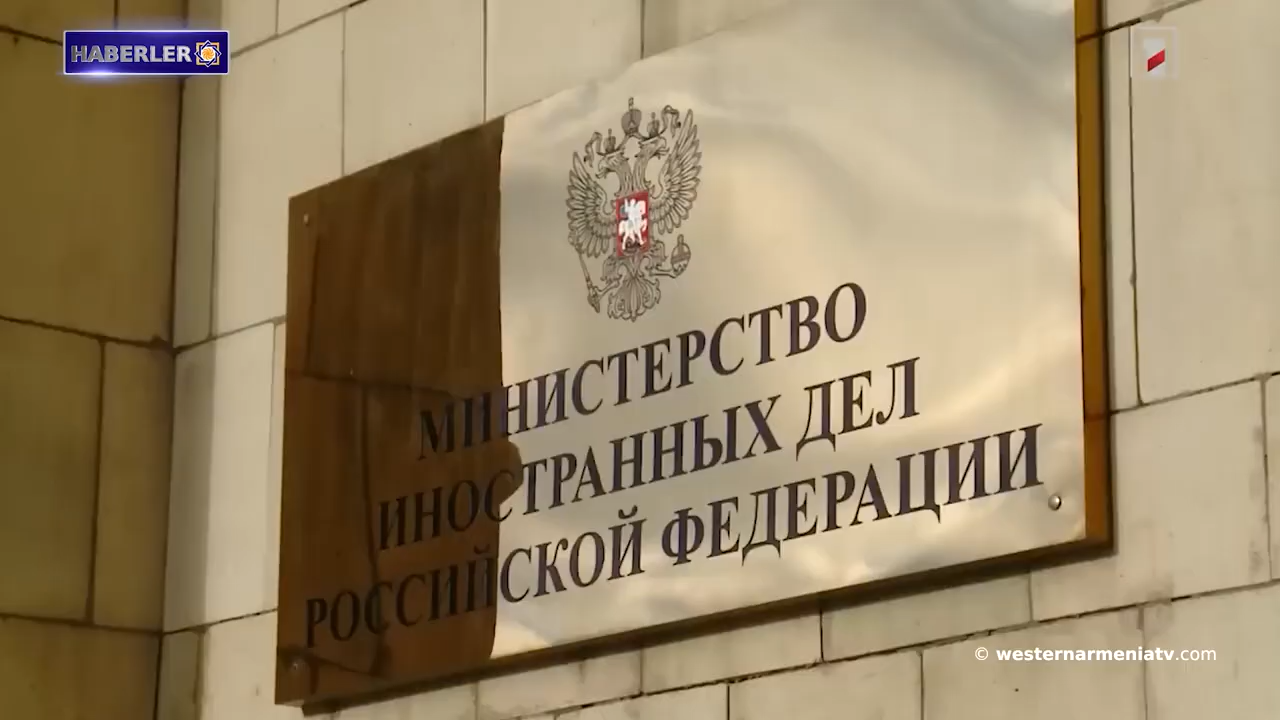 HABERLER
МИНИСТЕРСТВО
ИНОСТРАННЫХ ДЕЛ
РОССИЙСКОЙ ФЕДЕРАЦИИ
© westernarmeniatv.com